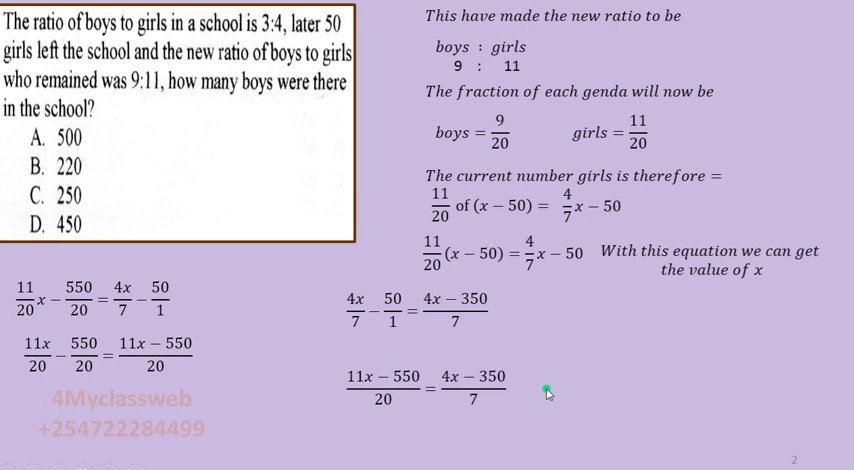 The ratio of boys to girls in a school is 3:4, later 50
girls left the school and the new ratio of boys to girls
who remained was 9:11, how many boys were there
in the school?
A. 500
B. 220
C. 250
D. 450
This have made the new ratio to be
boys : girls
9 : 11
The fraction of each genda will now be
boys = 9/20 girls = 11/20
The current number girls is therefore =
11/20 of (x − 50) = 4/7 x − 50
11/20 (x − 50) = 4/7 x − 50 With this equation we can get
the value of x
11/20 x − 550/20 = 4x/7 − 50/1
11x/20 − 550/20 = (11x − 550)/20
4x/7 − 50/1 = (4x − 350)/7
(11x − 550)/20 = (4x − 350)/7
4Myclassweb
+254722284499
2